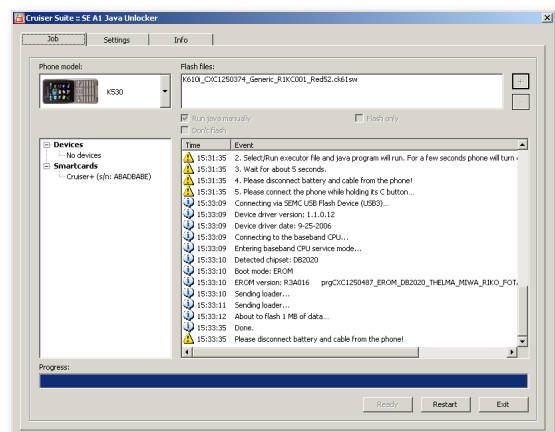 Cruiser Suite :: SE A1 Java Unlocker
Job Settings Info
Phone model:
K530
Flash files:
K610i_CXC1250374_Generic_R1KC001_Red52.ck61sw
Run java manually
Flash only
Don't flash
Devices
No devices
Smartcards
Cruiser+ (s/n: ABADBABE)
Time Event
15:31:35 2. Select/Run executor file and java program will run. For a few seconds phone will turn
15:31:35 3. Wait for about 5 seconds.
15:31:35 4. Please disconnect battery and cable from the phone!
15:31:35 5. Please connect the phone while holding its C button...
15:33:09 Connecting via SEMC USB Flash Device (USB3)...
15:33:09 Device driver version: 1.1.0.12
15:33:09 Device driver date: 9-25-2006
15:33:09 Connecting to the baseband CPU...
15:33:09 Entering baseband CPU service mode...
15:33:10 Detected chipset: DB2020
15:33:10 Boot mode: EROM
15:33:10 EROM version: R3A016 prgCXC1250487_EROM_DB2020_THELMA_MIWA_RIKO_FOT
15:33:10 Sending loader...
15:33:11 Sending loader...
15:33:12 About to flash 1 MB of data...
15:33:35 Done.
15:33:35 Please disconnect battery and cable from the phone!
Progress:
Ready Restart Exit